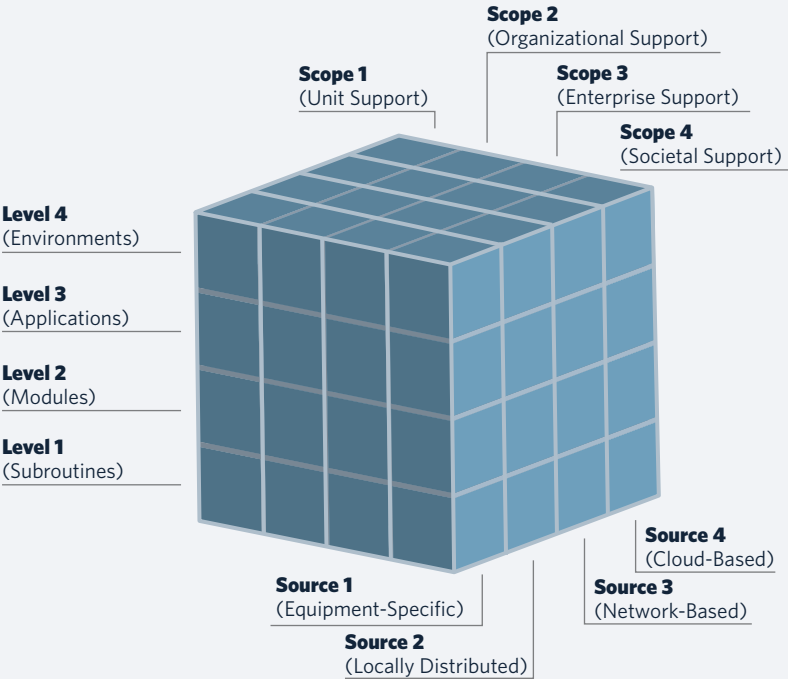 Scope 2
(Organizational Support)
Scope 1
(Unit Support)
Scope 3
(Enterprise Support)
Scope 4
(Societal Support)
Level 4
(Environments)
Level 3
(Applications)
Level 2
(Modules)
Level 1
(Subroutines)
Source 4
(Cloud-Based)
Source 1
(Equipment-Specific)
Source 3
(Network-Based)
Source 2
(Locally Distributed)